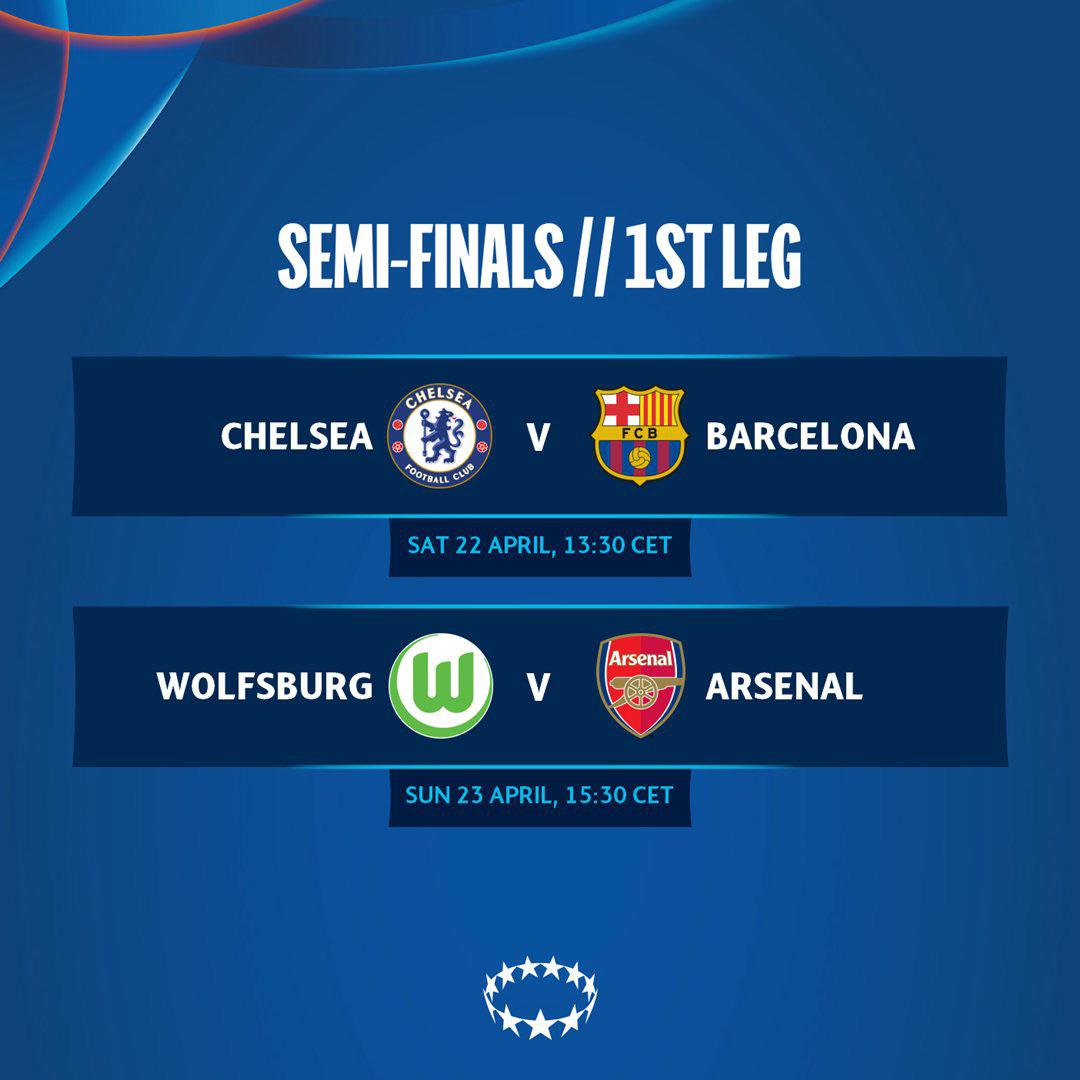 SEMI-FINALS // 1ST LEG
CHELSEA CHELSEA FOOTBALL CLUB V FCB BARCELONA
SAT 22 APRIL, 13:30 CET
WOLFSBURG W V Arsenal ARSENAL
SUN 23 APRIL, 15:30 CET